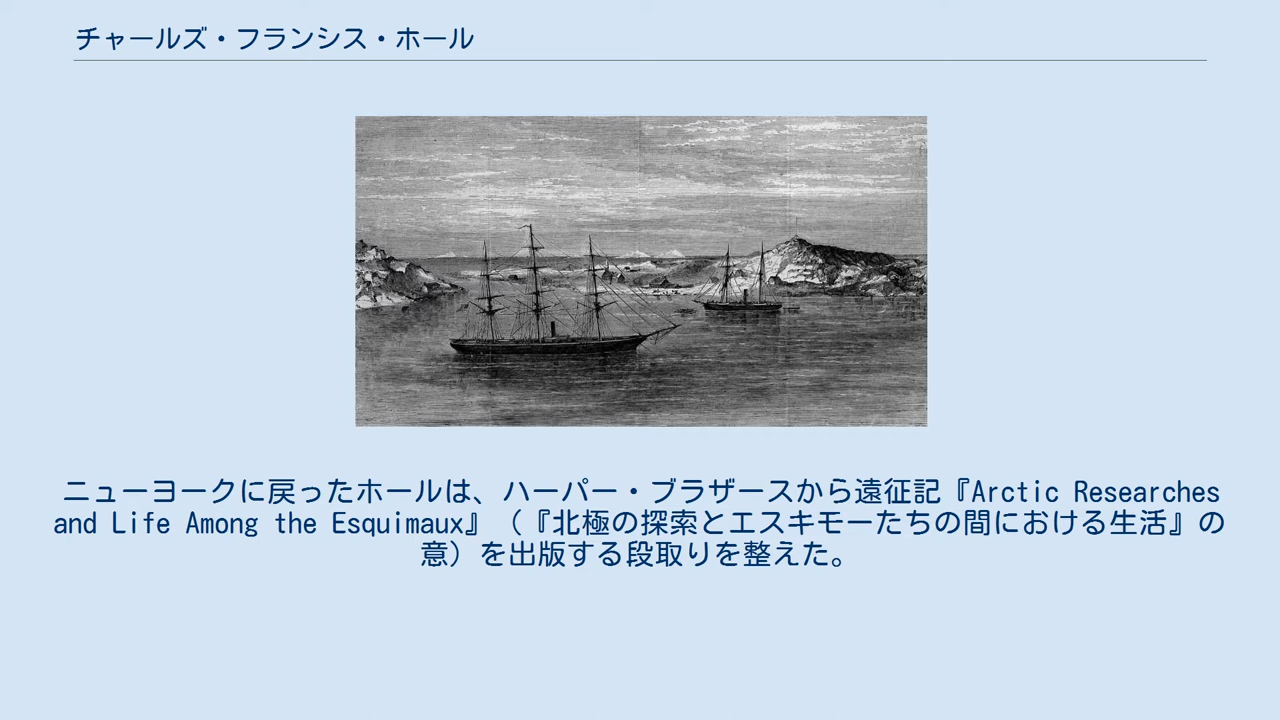 チャールズ・フランシス・ホール
ニューヨークに戻ったホールは、ハーパー・ブラザースから遠征記『Arctic Researches
and Life Among the Esquimaux』（『北極の探索とエスキモーたちの間における生活』の
意）を出版する段取りを整えた。